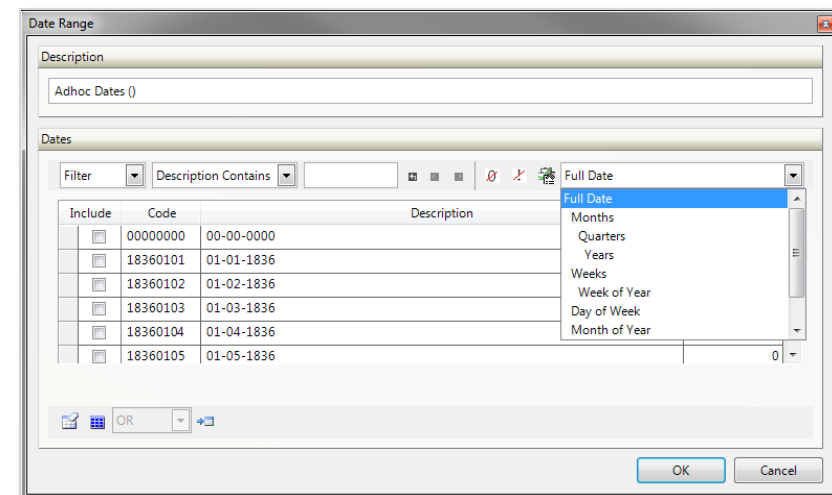 Date Range
Description
Adhoc Dates ()
Dates
Filter Description Contains Full Date
Full Date
Months
Quarters
Years
Weeks
Week of Year
Day of Week
Month of Year
Include Code Description
00000000 00-00-0000
18360101 01-01-1836
18360102 01-02-1836
18360103 01-03-1836
18360104 01-04-1836
18360105 01-05-1836 0
OR
OK Cancel